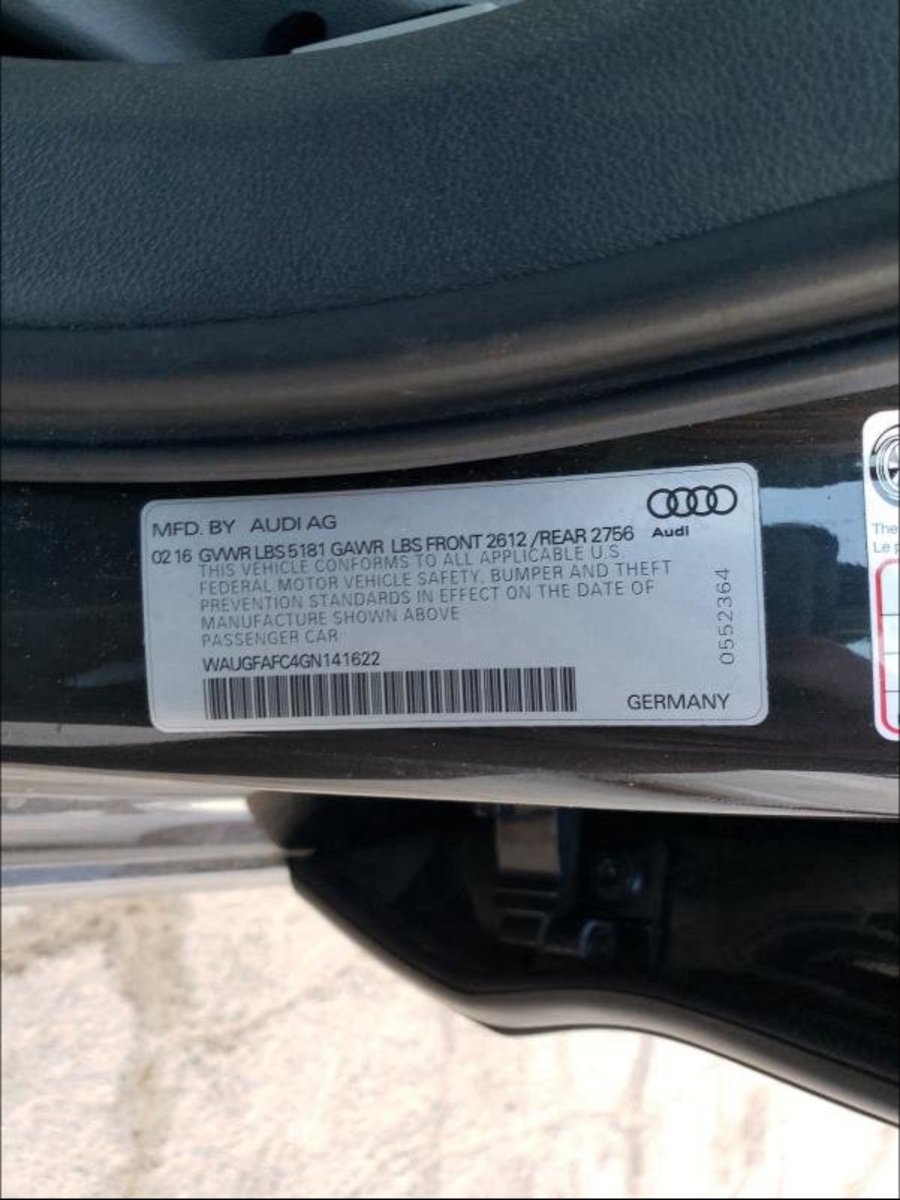 MFD. BY AUDI AG
Audi
02 16 GVWR LBS 5181 GAWR LBS FRONT 2612 /REAR 2756
THIS VEHICLE CONFORMS TO ALL APPLICABLE U.S
FEDERAL MOTOR VEHICLE SAFETY, BUMPER AND THEFT
PREVENTION STANDARDS IN EFFECT ON THE DATE OF
MANUFACTURE SHOWN ABOVE
PASSENGER CAR
WAUGFAFC4GN141622
GERMANY
0552364
The
Le p